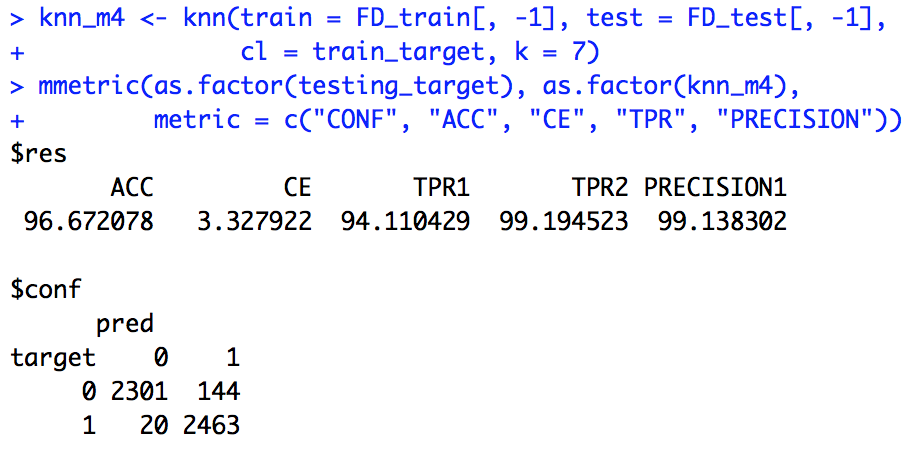 > knn_m4 <- knn(train = FD_train[, -1], test = FD_test[, -1],
+               cl = train_target, k = 7)
> mmetric(as.factor(testing_target), as.factor(knn_m4),
+         metric = c("CONF", "ACC", "CE", "TPR", "PRECISION"))
$res
       ACC         CE       TPR1       TPR2 PRECISION1
 96.672078   3.327922  94.110429  99.194523  99.138302
$conf
      pred
target    0    1
     0 2301  144
     1   20 2463